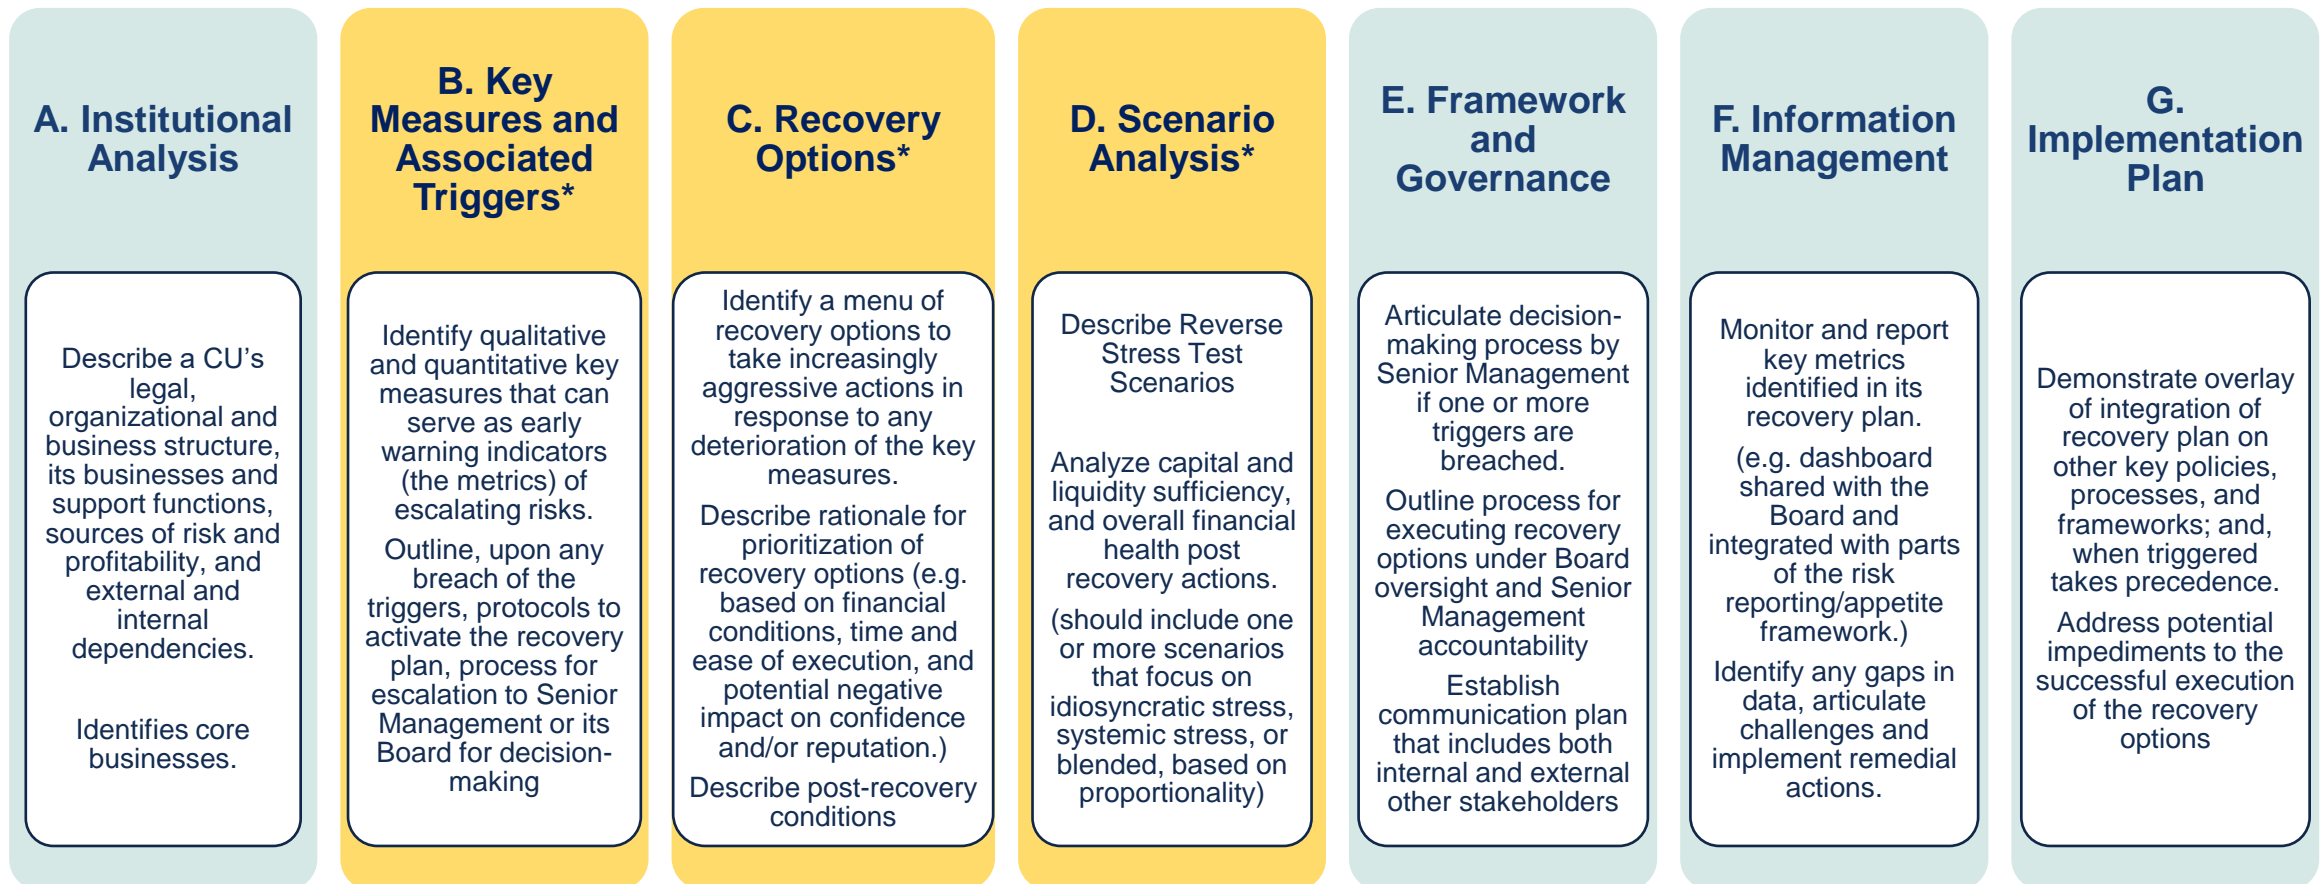 A. Institutional
Analysis
Describe a CU’s
legal,
organizational and
business structure,
its businesses and
support functions,
sources of risk and
profitability, and
external and
internal
dependencies.
Identifies core
businesses.
B. Key
Measures and
Associated
Triggers*
Identify qualitative
and quantitative key
measures that can
serve as early
warning indicators
(the metrics) of
escalating risks.
Outline, upon any
breach of the
triggers, protocols to
activate the recovery
plan, process for
escalation to Senior
Management or its
Board for decision-
making
C. Recovery
Options*
Identify a menu of
recovery options to
take increasingly
aggressive actions in
response to any
deterioration of the key
measures.
Describe rationale for
prioritization of
recovery options (e.g.
based on financial
conditions, time and
ease of execution, and
potential negative
impact on confidence
and/or reputation.)
Describe post-recovery
conditions
D. Scenario
Analysis*
Describe Reverse
Stress Test
Scenarios
Analyze capital and
liquidity sufficiency,
and overall financial
health post
recovery actions.
(should include one
or more scenarios
that focus on
idiosyncratic stress,
systemic stress, or
blended, based on
proportionality)
E. Framework
and
Governance
Articulate decision-
making process by
Senior Management
if one or more
triggers are
breached.
Outline process for
executing recovery
options under Board
oversight and Senior
Management
accountability
Establish
communication plan
that includes both
internal and external
other stakeholders
F. Information
Management
Monitor and report
key metrics
identified in its
recovery plan.
(e.g. dashboard
shared with the
Board and
integrated with parts
of the risk
reporting/appetite
framework.)
Identify any gaps in
data, articulate
challenges and
implement remedial
actions.
G.
Implementation
Plan
Demonstrate overlay
of integration of
recovery plan on
other key policies,
processes, and
frameworks; and,
when triggered
takes precedence.
Address potential
impediments to the
successful execution
of the recovery
options